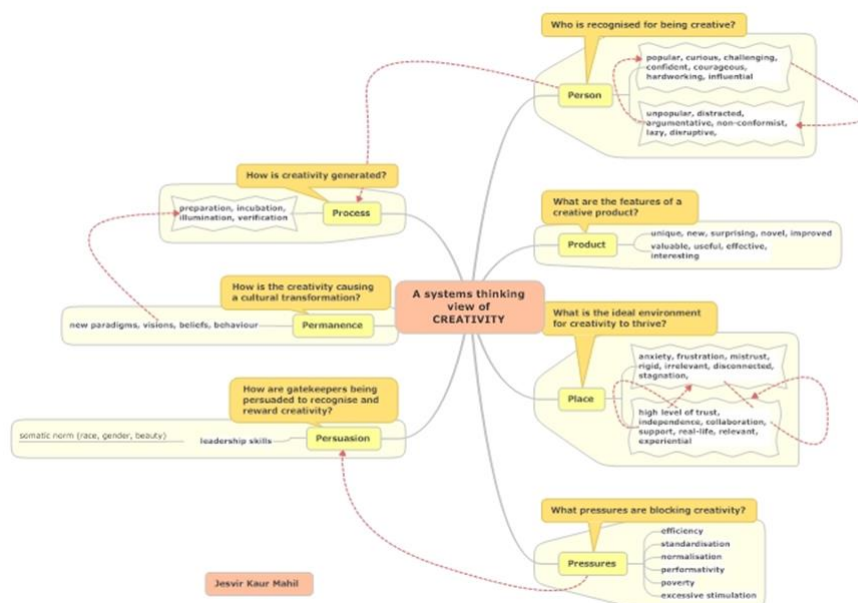 Who is recognised for being creative?
popular, curious, challenging,
confident, courageous,
hardworking, influential
Person
unpopular, distracted,
argumentative, non-conformist,
lazy, disruptive,
How is creativity generated?
preparation, incubation,
illumination, verification
Process
What are the features of a
creative product?
unique, new, surprising, novel, improved
Product
valuable, useful, effective,
interesting
How is the creativity causing
a cultural transformation?
new paradigms, visions, beliefs, behaviour
Permanence
A systems thinking
view of
CREATIVITY
What is the ideal environment
for creativity to thrive?
anxiety, frustration, mistrust,
rigid, irrelevant, disconnected,
stagnation,
Place
high level of trust,
independence, collaboration,
support, real-life, relevant,
experiential
How are gatekeepers being
persuaded to recognise and
reward creativity?
somatic norm (race, gender, beauty)
leadership skills
Persuasion
What pressures are blocking creativity?
efficiency
standardisation
normalisation
Pressures
performativity
poverty
excessive stimulation
Jesvir Kaur Mahil